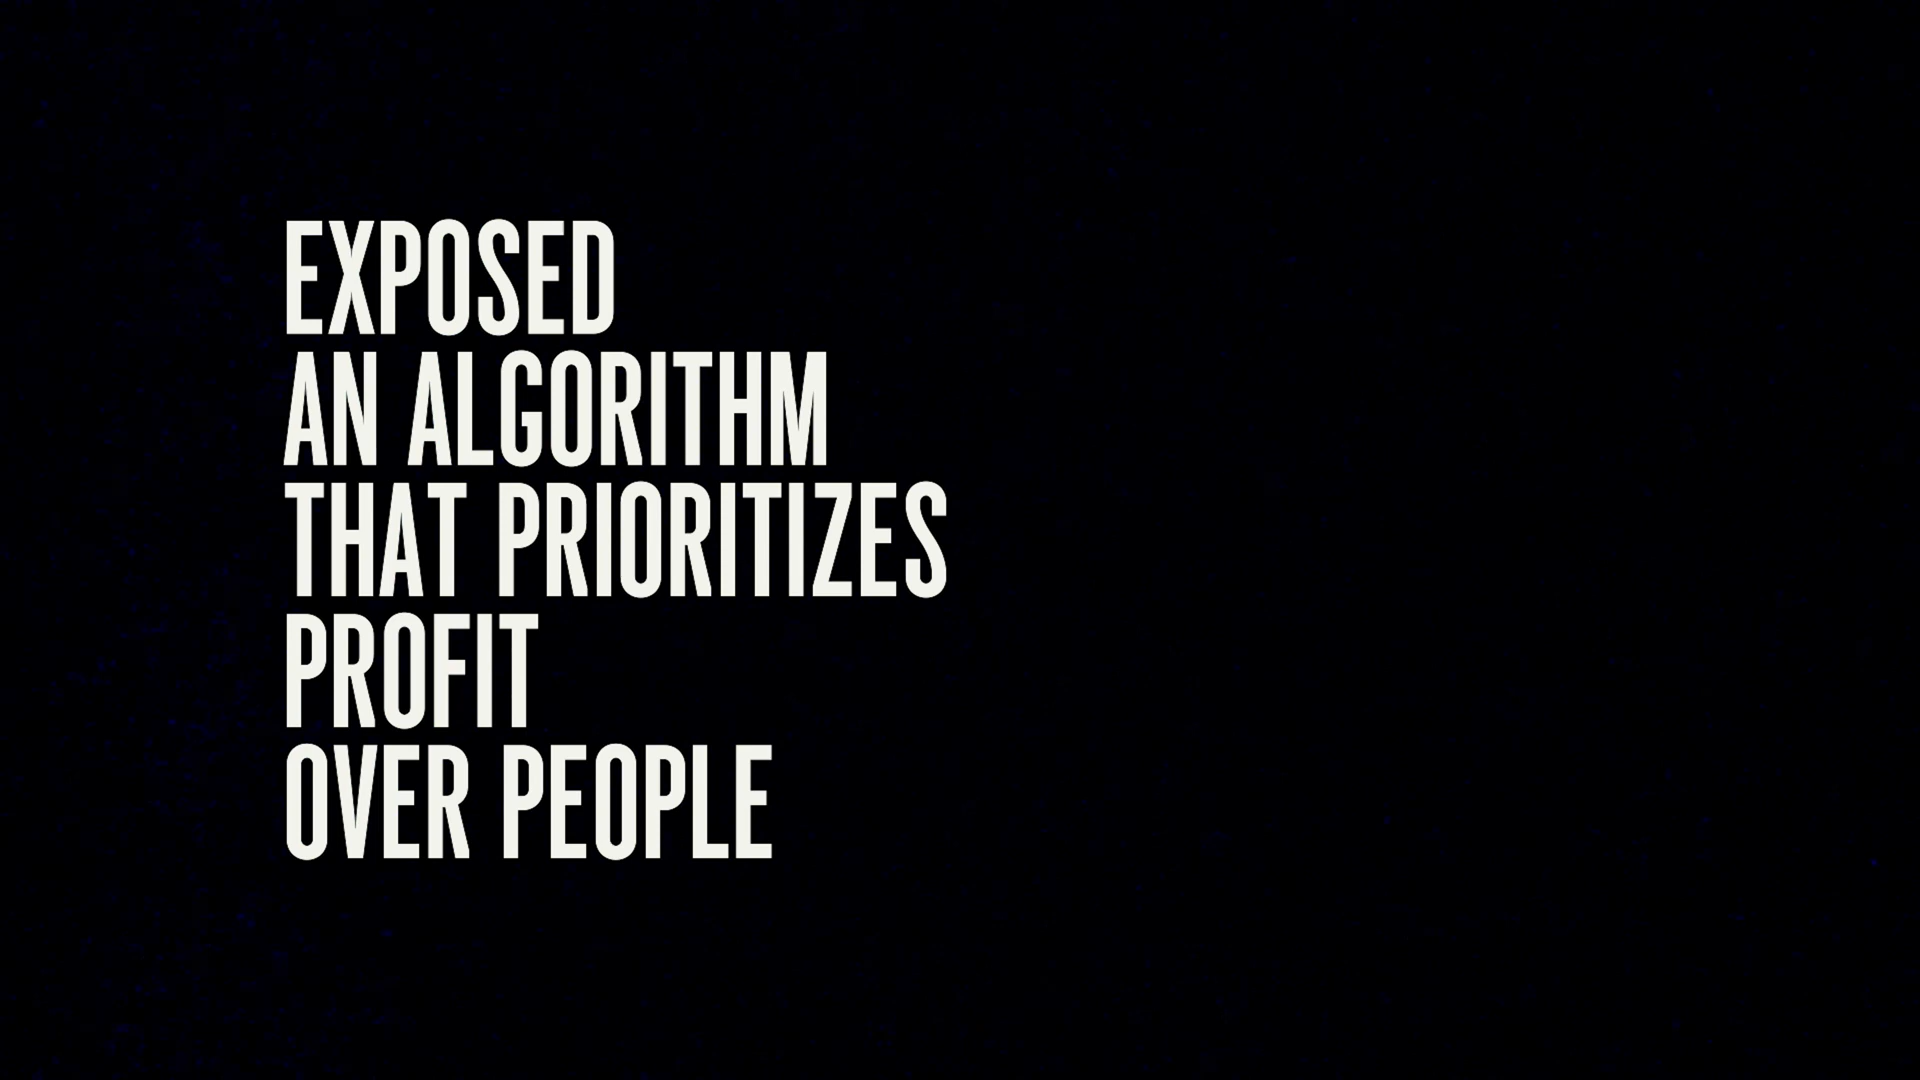 EXPOSED
AN ALGORITHM
THAT PRIORITIZES
PROFIT
OVER PEOPLE